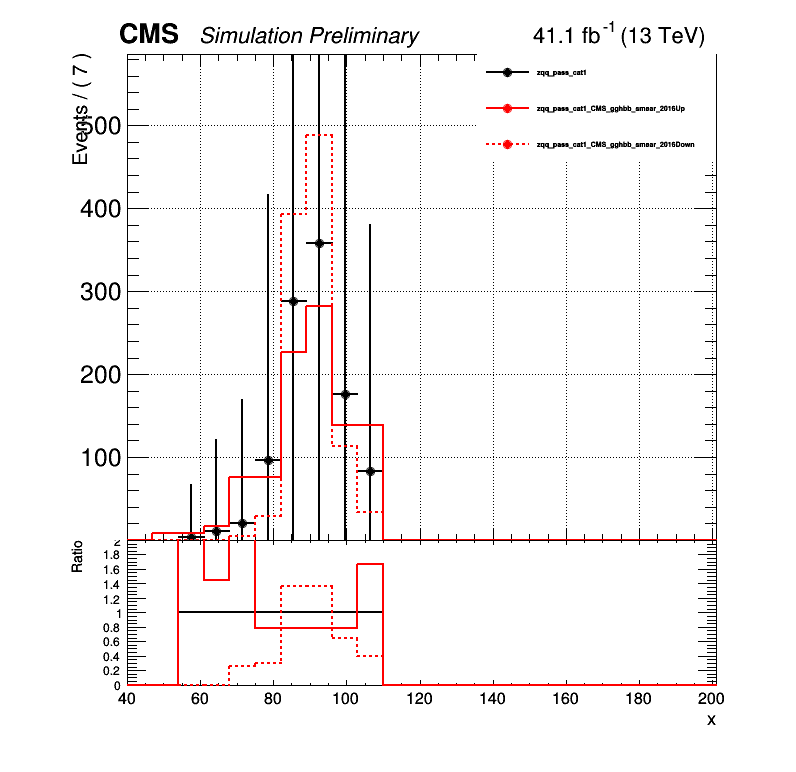 CMS Simulation Preliminary 41.1 fb-1 (13 TeV)
Events / ( 7 )
zqq_pass_cat1
zqq_pass_cat1_CMS_gghbb_smear_2016Up
zqq_pass_cat1_CMS_gghbb_smear_2016Down
500
400
300
200
100
Ratio
2
1.8
1.6
1.4
1.2
1
0.8
0.6
0.4
0.2
0
40 60 80 100 120 140 160 180 200
x